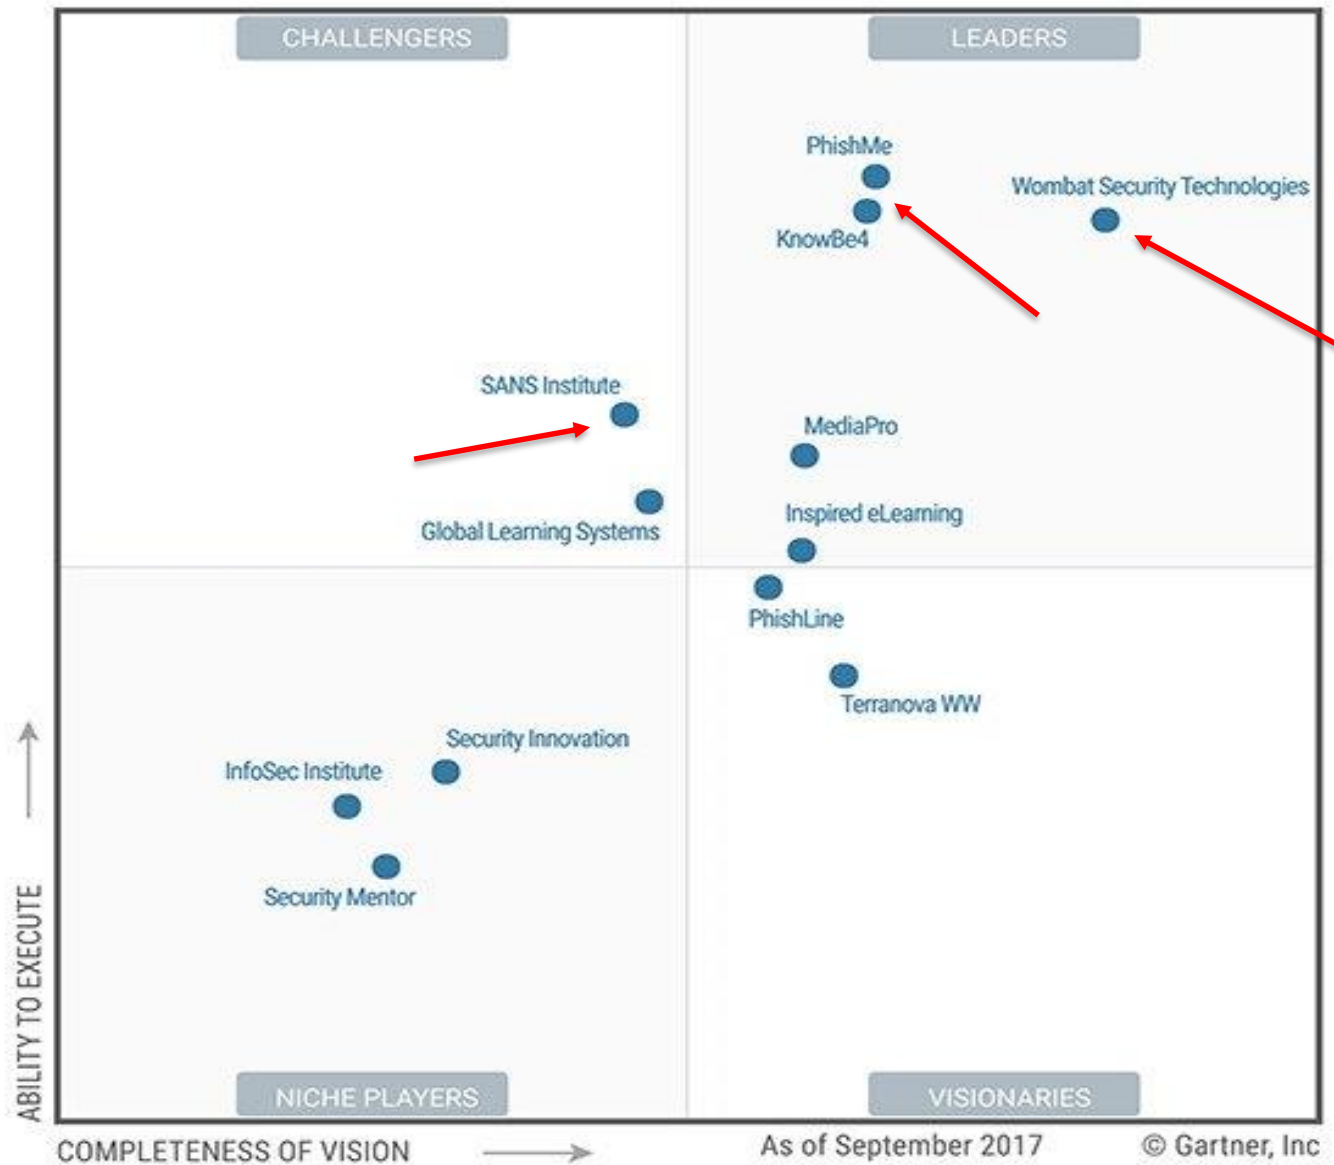 CHALLENGERS
LEADERS
PhishMe
Wombat Security Technologies
KnowBe4
SANS Institute
MediaPro
Global Learning Systems
Inspired eLearning
PhishLine
Terranova WW
Security Innovation
InfoSec Institute
Security Mentor
ABILITY TO EXECUTE
NICHE PLAYERS
VISIONARIES
COMPLETENESS OF VISION
As of September 2017
© Gartner, Inc